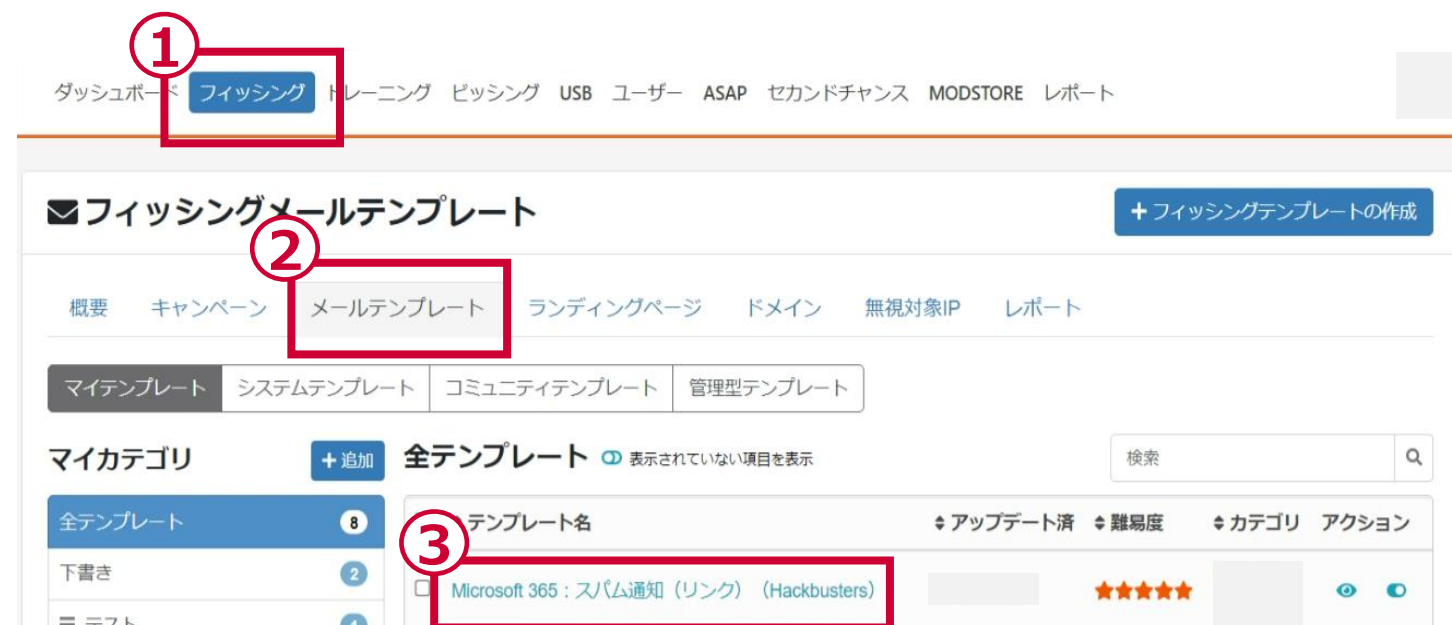 ①
ダッシュボード フィッシング トレーニング ビッシング USB ユーザー ASAP セカンドチャンス MODSTORE レポート
フィッシングメールテンプレート
+ フィッシングテンプレートの作成
②
概要 キャンペーン メールテンプレート ランディングページ ドメイン 無視対象IP レポート
マイテンプレート システムテンプレート コミュニティテンプレート 管理型テンプレート
マイカテゴリ + 追加 全テンプレート 表示されていない項目を表示 検索
全テンプレート 8 テンプレート名 アップデート済 難易度 カテゴリ アクション
③
下書き 2 Microsoft 365：スパム通知（リンク）（Hackbusters）
テスト